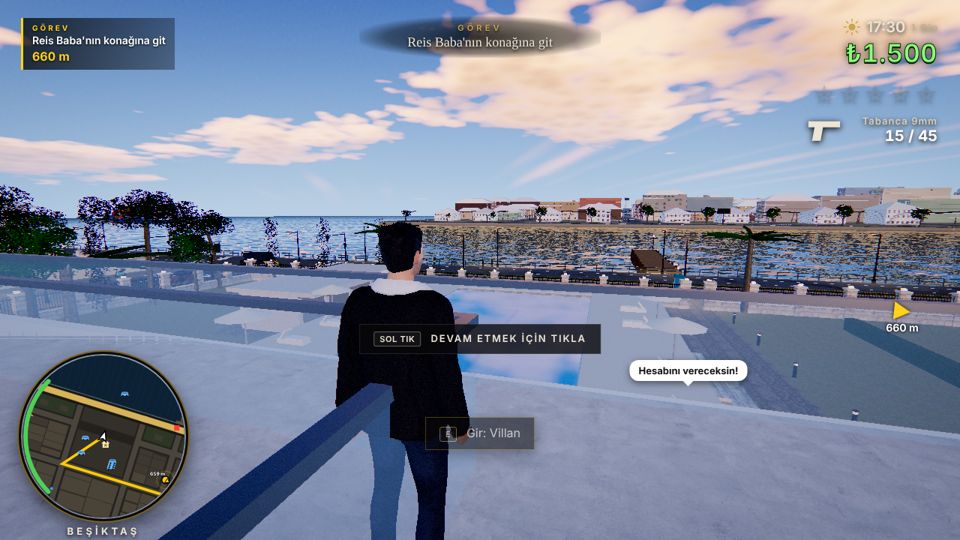 GÖREV
Reis Baba'nın konağına git
660 m
GÖREV
Reis Baba'nın konağına git
17:30
₺1.500
Tabanca 9mm
15 / 45
660 m
SOL TIK DEVAM ETMEK İÇİN TIKLA
Hesabını vereceksin!
E Gir: Villan
659 m
BEŞİKTAŞ